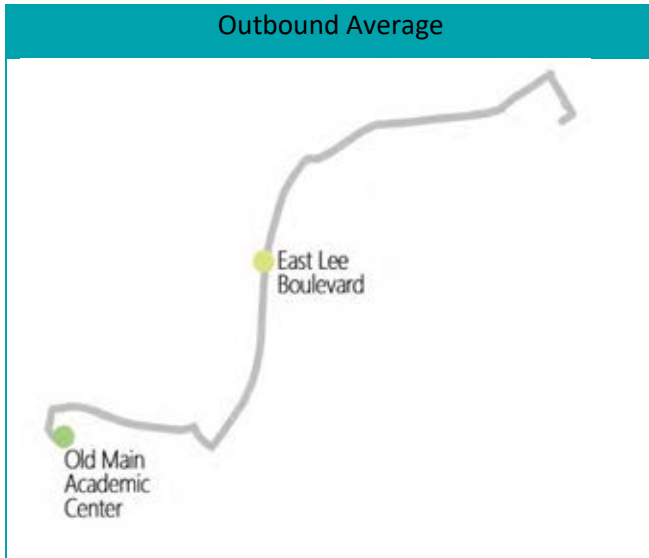 Outbound Average
East Lee
Boulevard
Old Main
Academic
Center